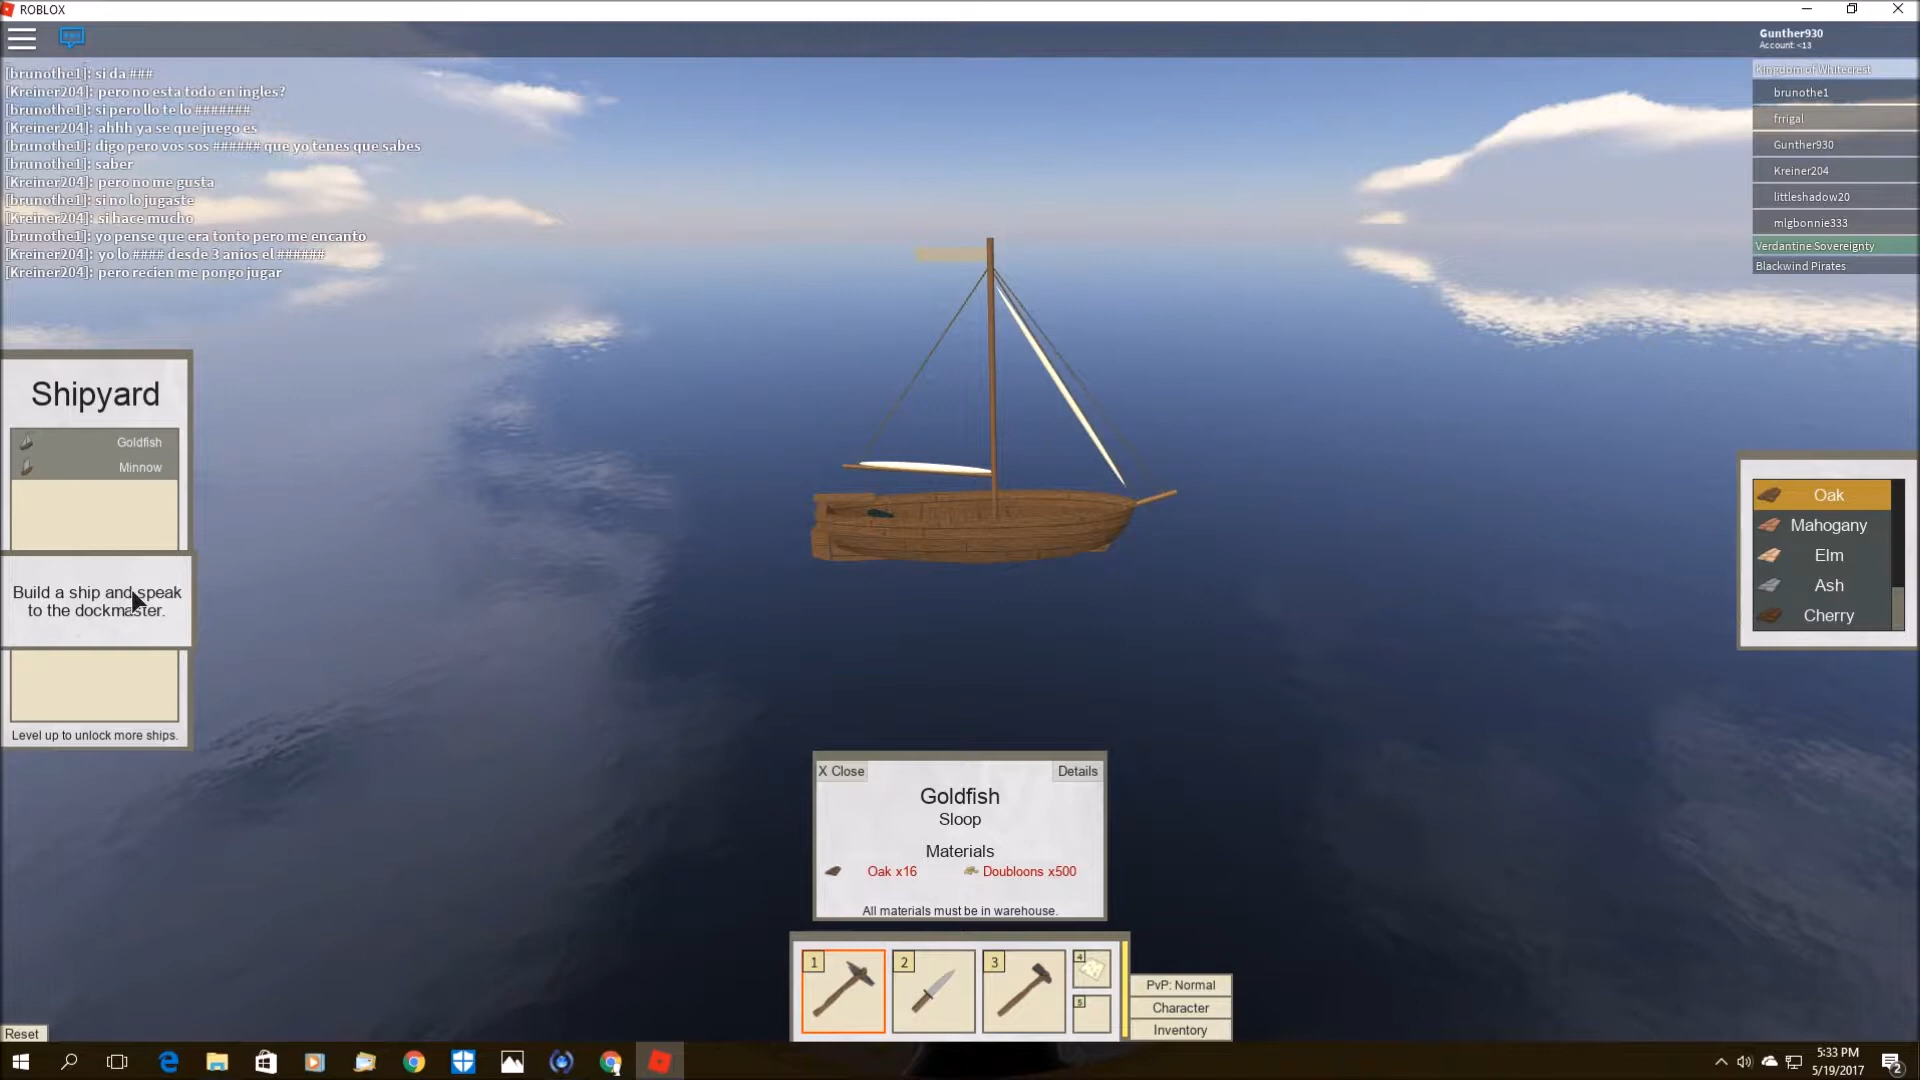 ROBLOX
Gunther930
Account: <13
[brunothe1]: si da ###
[Kreiner204]: pero no esta todo en ingles?
[brunothe1]: si pero llo te lo #######
[Kreiner204]: ahhh ya se que juego es
[brunothe1]: digo pero vos sos ###### que yo tenes que sabes
[brunothe1]: saber
[Kreiner204]: pero no me gusta
[brunothe1]: si no lo jugaste
[Kreiner204]: si hace mucho
[brunothe1]: yo pense que era tonto pero me encanto
[Kreiner204]: yo lo #### desde 3 anios el ######
[Kreiner204]: pero recien me pongo jugar
Kingdom of Whitecrest
brunothe1
frrigal
Gunther930
Kreiner204
littleshadow20
mlgbonnie333
Verdantine Sovereignty
Blackwind Pirates
Shipyard
Goldfish
Minnow
Build a ship and speak
to the dockmaster.
Level up to unlock more ships.
Oak
Mahogany
Elm
Ash
Cherry
X Close
Details
Goldfish
Sloop
Materials
Oak x16
Doubloons x500
All materials must be in warehouse.
1
2
3
4
5
PvP: Normal
Character
Inventory
Reset
5:33 PM
5/19/2017
2